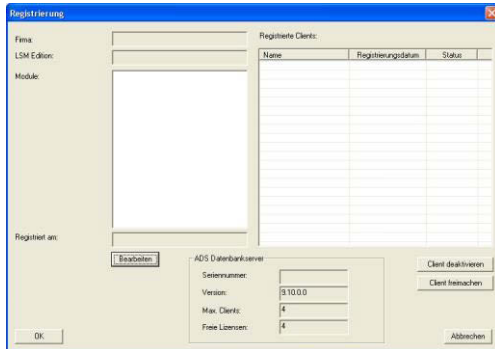 Registrierung
Firma:
LSM Edition:
Module:
Registriert am:
Bearbeiten
Registrierte Clients:
Name Registrierungsdatum Status
ADS Datenbankserver
Seriennummer:
Version: 9.10.0.0
Max. Clients: 4
Freie Lizensen: 4
Client deaktivieren
Client freimachen
OK
Abbrechen